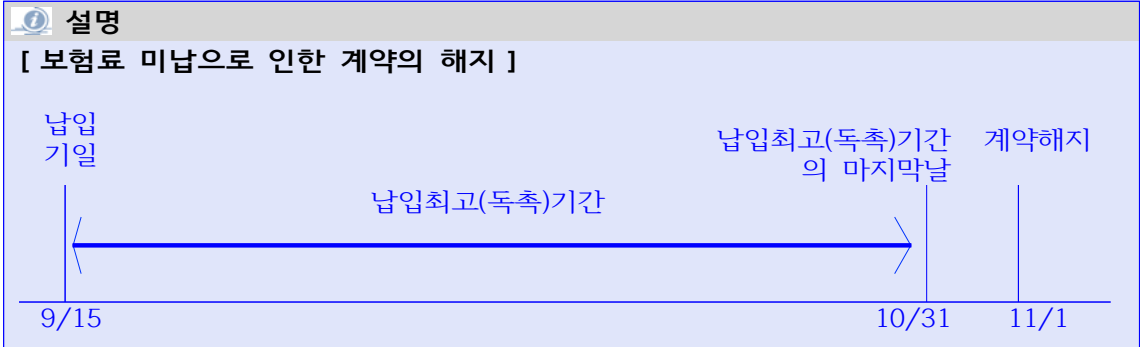 설명
[ 보험료 미납으로 인한 계약의 해지 ]
납입
기일
납입최고(독촉)기간
의 마지막날
계약해지
납입최고(독촉)기간
9/15
10/31
11/1